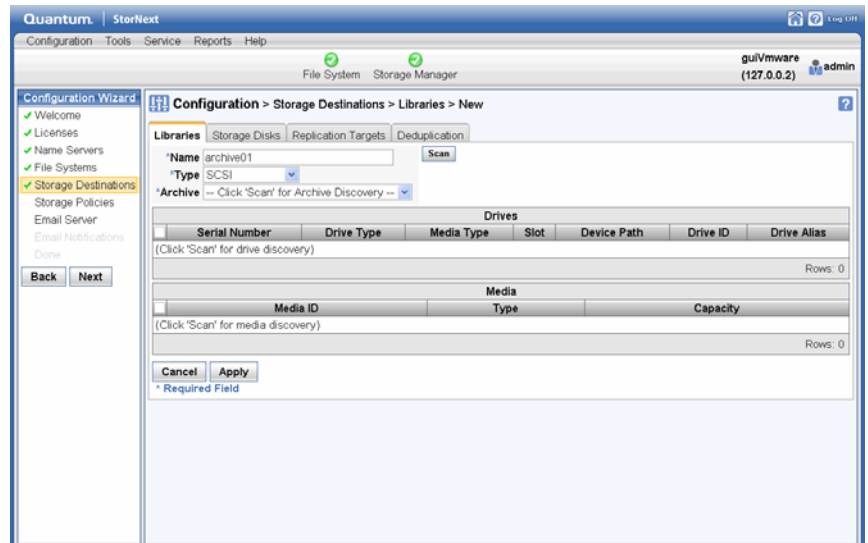 Quantum. StorNext
Log Off
Configuration Tools Service Reports Help
File System Storage Manager
guiVmware
(127.0.0.2)
admin
Configuration Wizard
Welcome
Licenses
Name Servers
File Systems
Storage Destinations
Storage Policies
Email Server
Email Notifications
Done
Back Next
Configuration > Storage Destinations > Libraries > New
Libraries Storage Disks Replication Targets Deduplication
*Name archive01 Scan
*Type SCSI
*Archive -- Click 'Scan' for Archive Discovery --
Drives
Serial Number Drive Type Media Type Slot Device Path Drive ID Drive Alias
(Click 'Scan' for drive discovery)
Rows: 0
Media
Media ID Type Capacity
(Click 'Scan' for media discovery)
Rows: 0
Cancel Apply
* Required Field